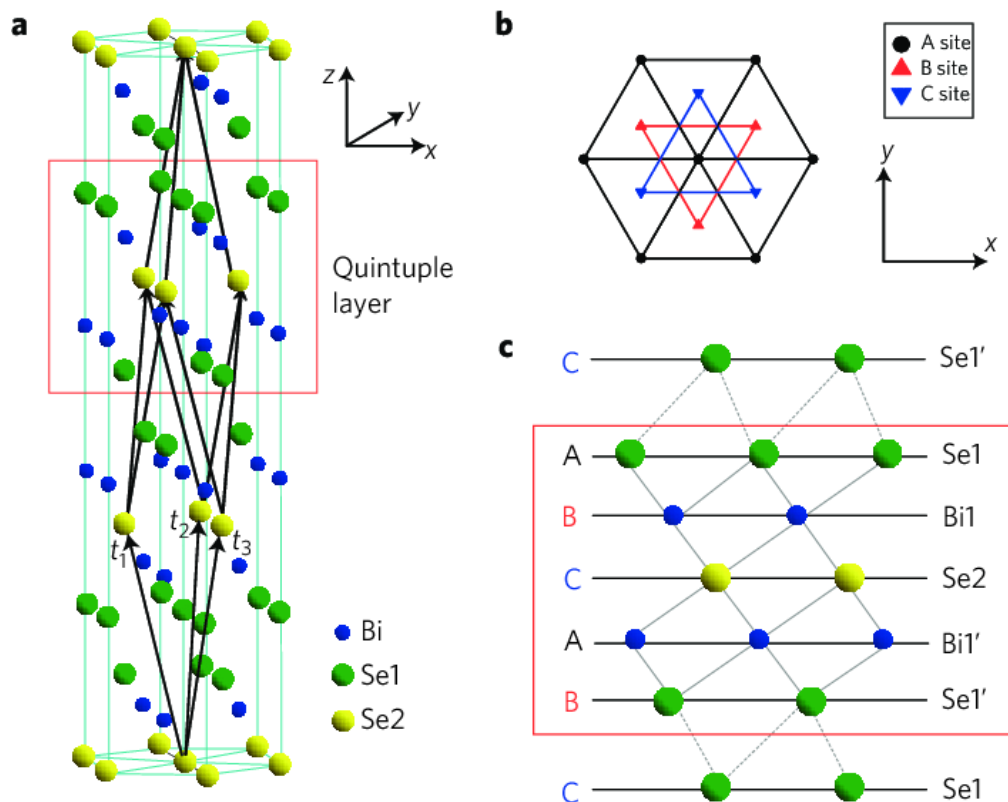 a
z
y
x
Quintuple
layer
t1
t2
t3
Bi
Se1
Se2
b
A site
B site
C site
y
x
c
C Se1′
A Se1
B Bi1
C Se2
A Bi1′
B Se1′
C Se1